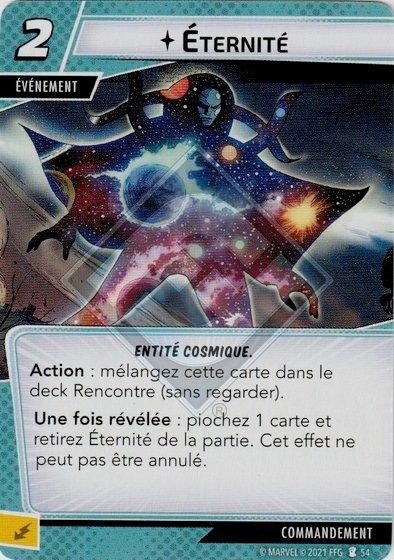 2
Éternité
ÉVÉNEMENT
ENTITÉ COSMIQUE.
Action : mélangez cette carte dans le
deck Rencontre (sans regarder).
Une fois révélée : piochez 1 carte et
retirez Éternité de la partie. Cet effet ne
peut pas être annulé.
COMMANDEMENT
© MARVEL © 2021 FFG 54